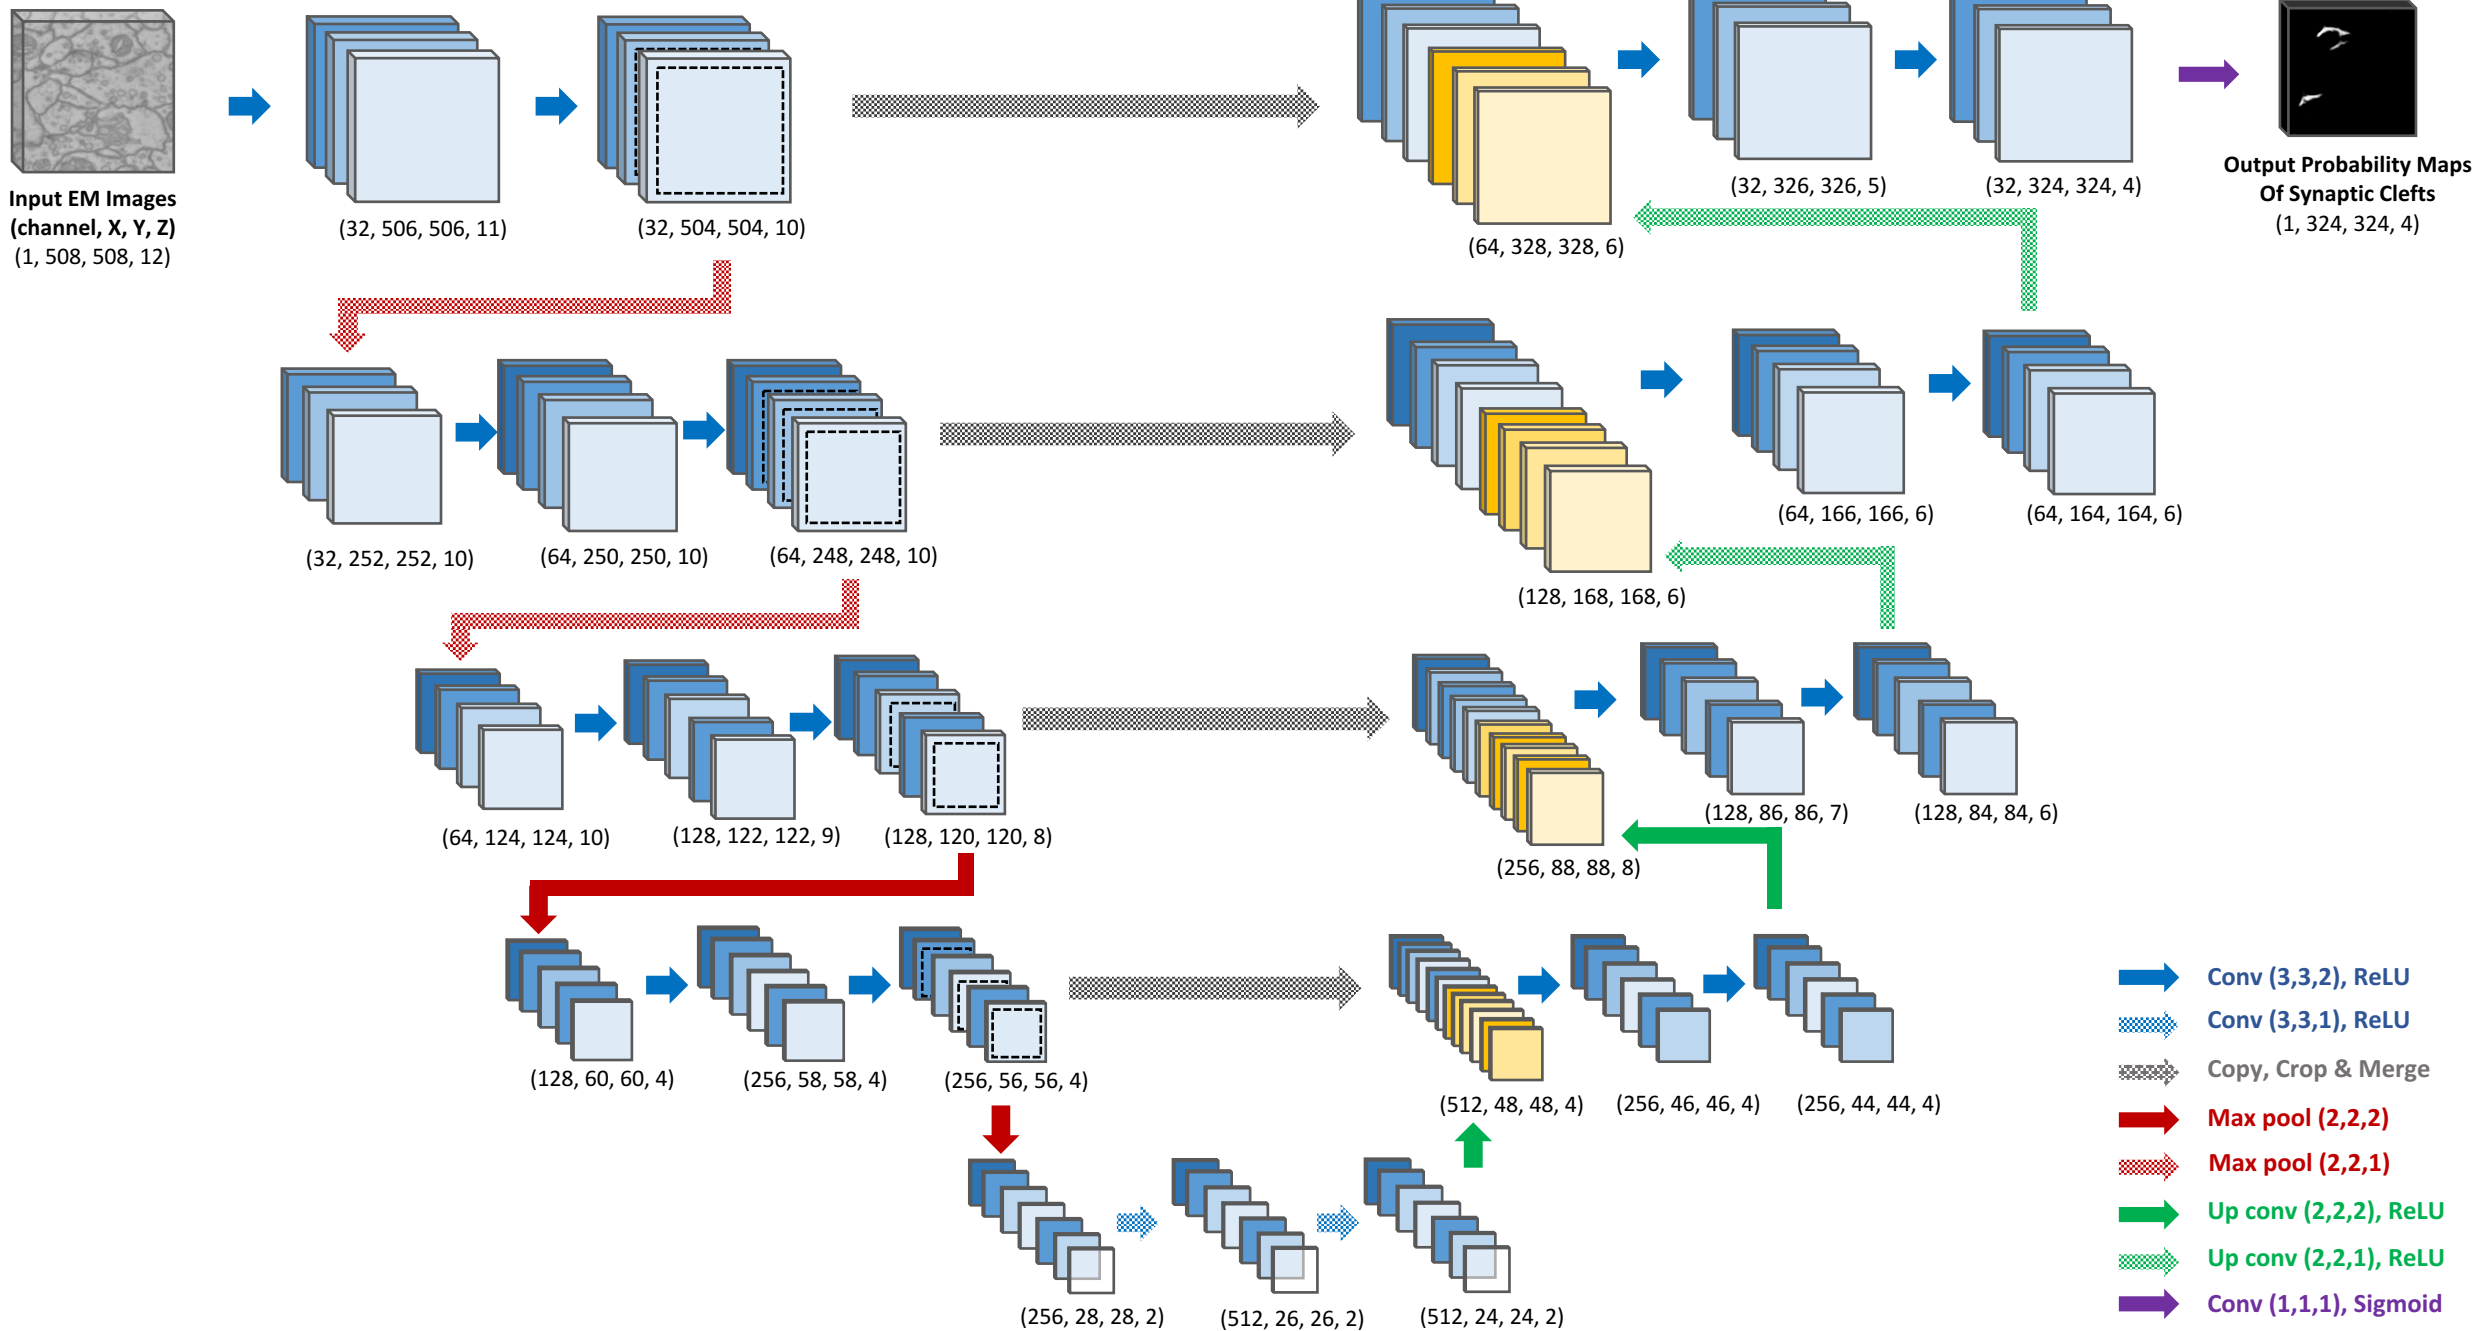 Input EM Images
(channel, X, Y, Z)
(1, 508, 508, 12)
(32, 506, 506, 11)
(32, 504, 504, 10)
(64, 328, 328, 6)
(32, 326, 326, 5)
(32, 324, 324, 4)
Output Probability Maps
Of Synaptic Clefts
(1, 324, 324, 4)
(32, 252, 252, 10)
(64, 250, 250, 10)
(64, 248, 248, 10)
(128, 168, 168, 6)
(64, 166, 166, 6)
(64, 164, 164, 6)
(64, 124, 124, 10)
(128, 122, 122, 9)
(128, 120, 120, 8)
(256, 88, 88, 8)
(128, 86, 86, 7)
(128, 84, 84, 6)
(128, 60, 60, 4)
(256, 58, 58, 4)
(256, 56, 56, 4)
(512, 48, 48, 4)
(256, 46, 46, 4)
(256, 44, 44, 4)
(256, 28, 28, 2)
(512, 26, 26, 2)
(512, 24, 24, 2)
Conv (3,3,2), ReLU
Conv (3,3,1), ReLU
Copy, Crop & Merge
Max pool (2,2,2)
Max pool (2,2,1)
Up conv (2,2,2), ReLU
Up conv (2,2,1), ReLU
Conv (1,1,1), Sigmoid